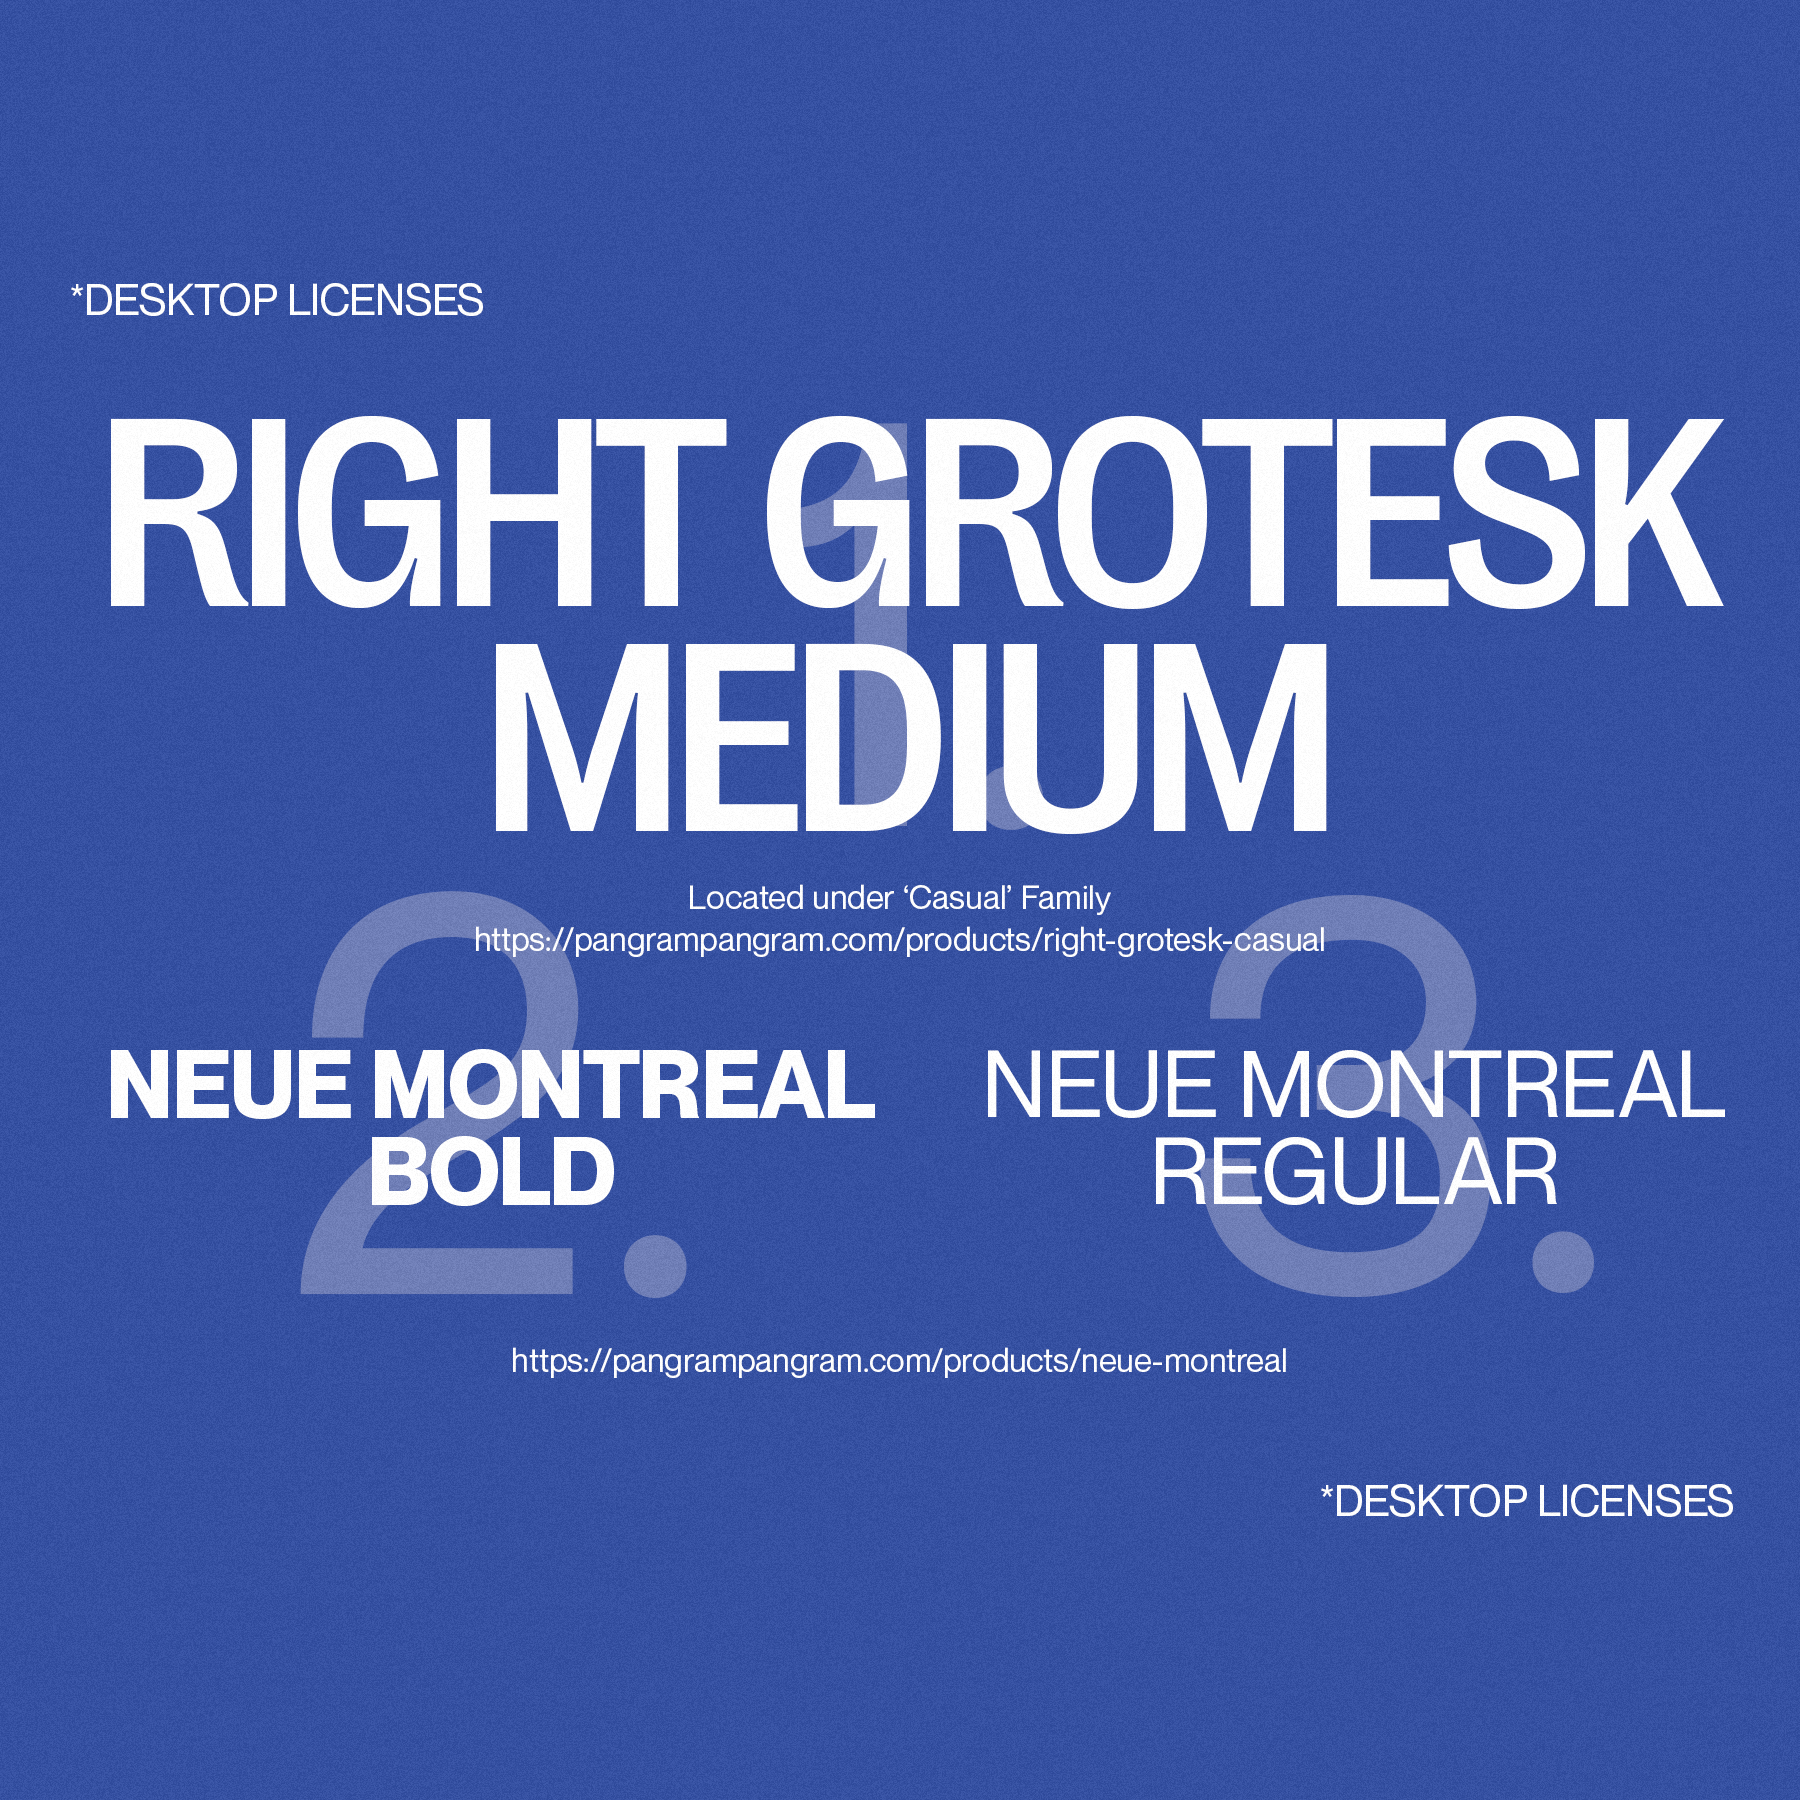 *DESKTOP LICENSES
1.
RIGHT GROTESK
MEDIUM
Located under ‘Casual’ Family
https://pangrampangram.com/products/right-grotesk-casual
2.
NEUE MONTREAL
BOLD
3.
NEUE MONTREAL
REGULAR
https://pangrampangram.com/products/neue-montreal
*DESKTOP LICENSES